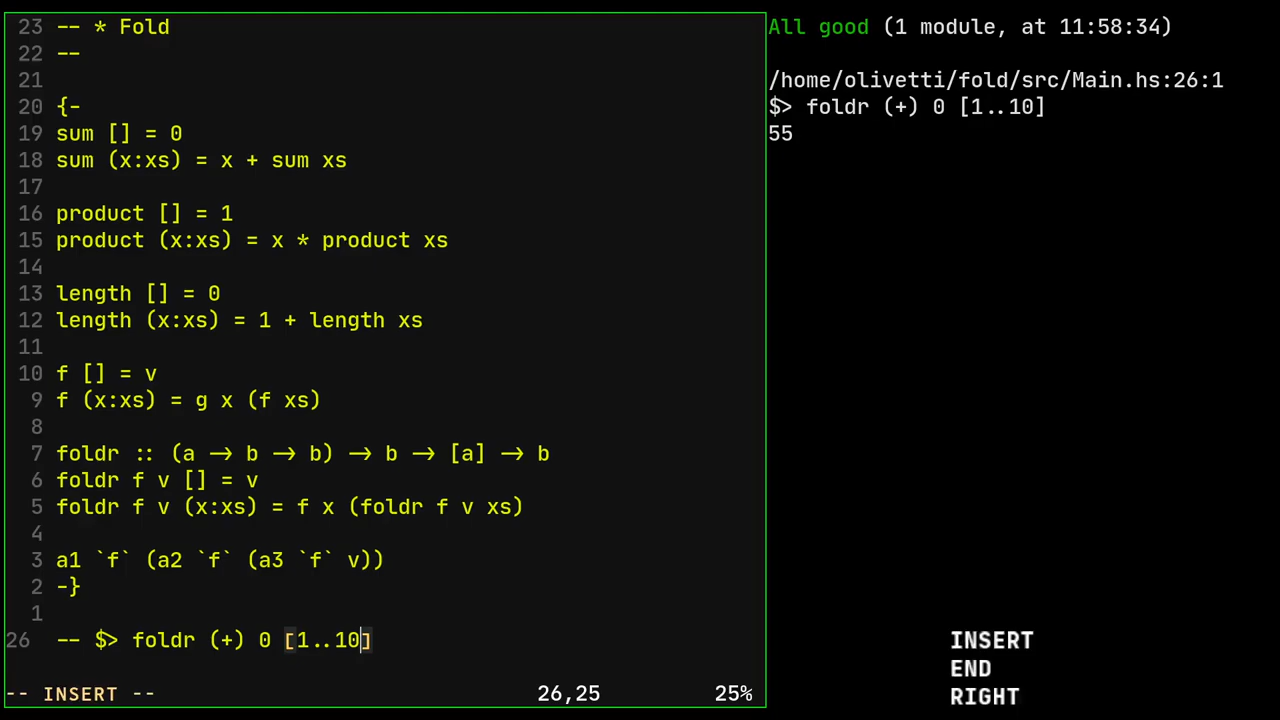 23 -- * Fold
22 --
21
20 {-
19 sum [] = 0
18 sum (x:xs) = x + sum xs
17
16 product [] = 1
15 product (x:xs) = x * product xs
14
13 length [] = 0
12 length (x:xs) = 1 + length xs
11
10 f [] = v
9 f (x:xs) = g x (f xs)
8
7 foldr :: (a -> b -> b) -> b -> [a] -> b
6 foldr f v [] = v
5 foldr f v (x:xs) = f x (foldr f v xs)
4
3 a1 `f` (a2 `f` (a3 `f` v))
2 -}
1
26 -- $> foldr (+) 0 [1..10]
-- INSERT -- 26,25 25%
All good (1 module, at 11:58:34)
/home/olivetti/fold/src/Main.hs:26:1
$> foldr (+) 0 [1..10]
55
INSERT
END
RIGHT